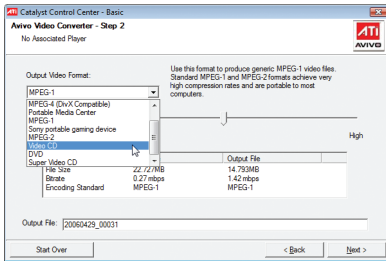 Catalyst Control Center - Basic
Avivo Video Converter - Step 2
No Associated Player
ATI
AVIVO
Output Video Format:
Use this format to produce generic MPEG-1 video files.
Standard MPEG-1 and MPEG-2 formats achieve very
high compression rates and are portable to most
computers.
MPEG-1
MPEG-4 (DivX Compatible)
Portable Media Center
MPEG-1
Sony portable gaming device
MPEG-2
Video CD
DVD
Super Video CD
High
Output File
File Size 22.727MB 14.793MB
Bitrate 0.27 mbps 1.42 mbps
Encoding Standard MPEG-1 MPEG-1
Output File: 20060429_00031
Start Over < Back Next >